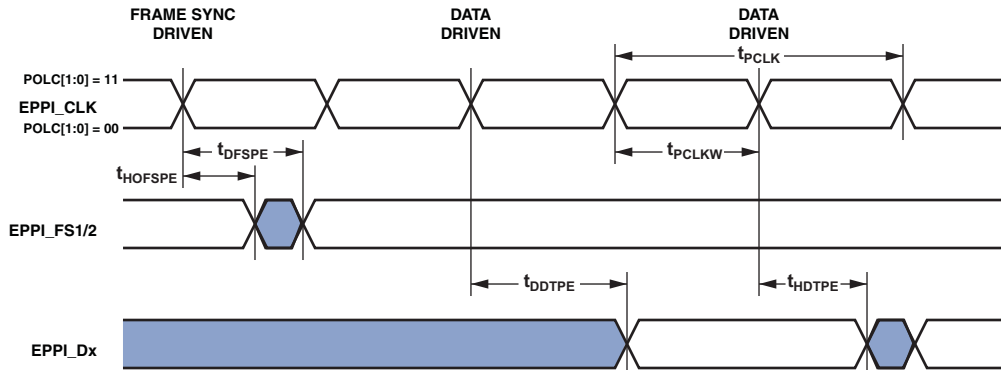 FRAME SYNC
DRIVEN
DATA
DRIVEN
DATA
DRIVEN
tPCLK
POLC[1:0] = 11
EPPI_CLK
POLC[1:0] = 00
tDFSPE
tPCLKW
tHOFSPE
EPPI_FS1/2
tDDTPE
tHDTPE
EPPI_Dx